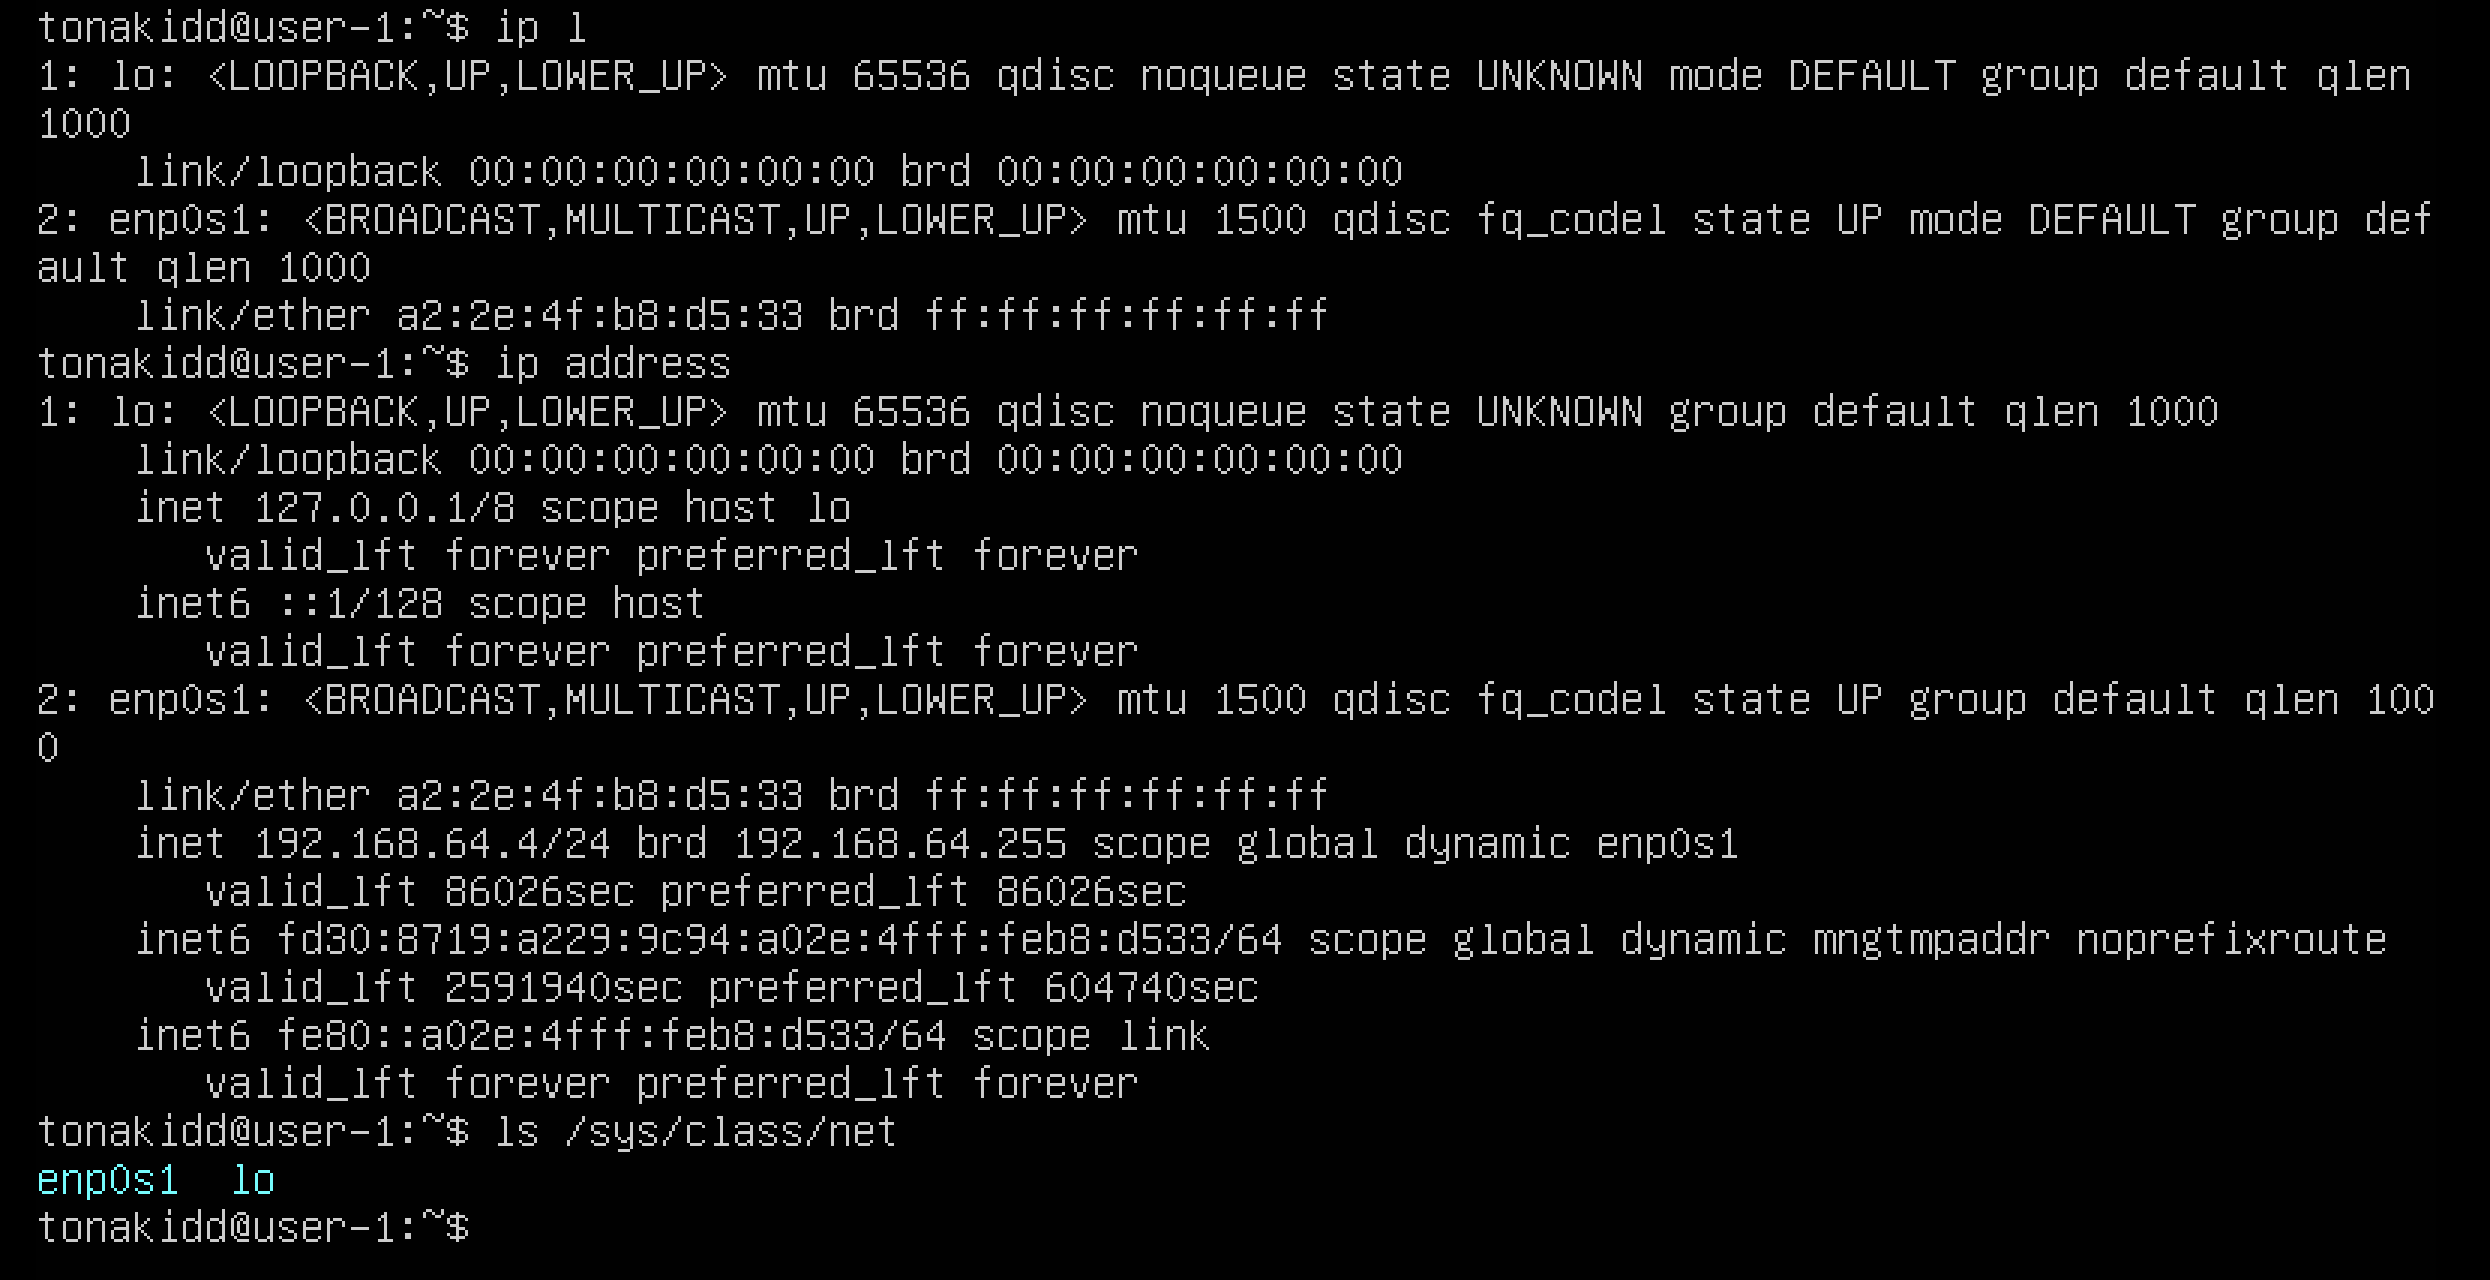 tonakidd@user-1:~$ ip l
1: lo: <LOOPBACK,UP,LOWER_UP> mtu 65536 qdisc noqueue state UNKNOWN mode DEFAULT group default qlen
1000
    link/loopback 00:00:00:00:00:00 brd 00:00:00:00:00:00
2: enp0s1: <BROADCAST,MULTICAST,UP,LOWER_UP> mtu 1500 qdisc fq_codel state UP mode DEFAULT group def
ault qlen 1000
    link/ether a2:2e:4f:b8:d5:33 brd ff:ff:ff:ff:ff:ff
tonakidd@user-1:~$ ip address
1: lo: <LOOPBACK,UP,LOWER_UP> mtu 65536 qdisc noqueue state UNKNOWN group default qlen 1000
    link/loopback 00:00:00:00:00:00 brd 00:00:00:00:00:00
    inet 127.0.0.1/8 scope host lo
       valid_lft forever preferred_lft forever
    inet6 ::1/128 scope host
       valid_lft forever preferred_lft forever
2: enp0s1: <BROADCAST,MULTICAST,UP,LOWER_UP> mtu 1500 qdisc fq_codel state UP group default qlen 100
0
    link/ether a2:2e:4f:b8:d5:33 brd ff:ff:ff:ff:ff:ff
    inet 192.168.64.4/24 brd 192.168.64.255 scope global dynamic enp0s1
       valid_lft 86026sec preferred_lft 86026sec
    inet6 fd30:8719:a229:9c94:a02e:4fff:feb8:d533/64 scope global dynamic mngtmpaddr noprefixroute
       valid_lft 2591940sec preferred_lft 604740sec
    inet6 fe80::a02e:4fff:feb8:d533/64 scope link
       valid_lft forever preferred_lft forever
tonakidd@user-1:~$ ls /sys/class/net
enp0s1  lo
tonakidd@user-1:~$